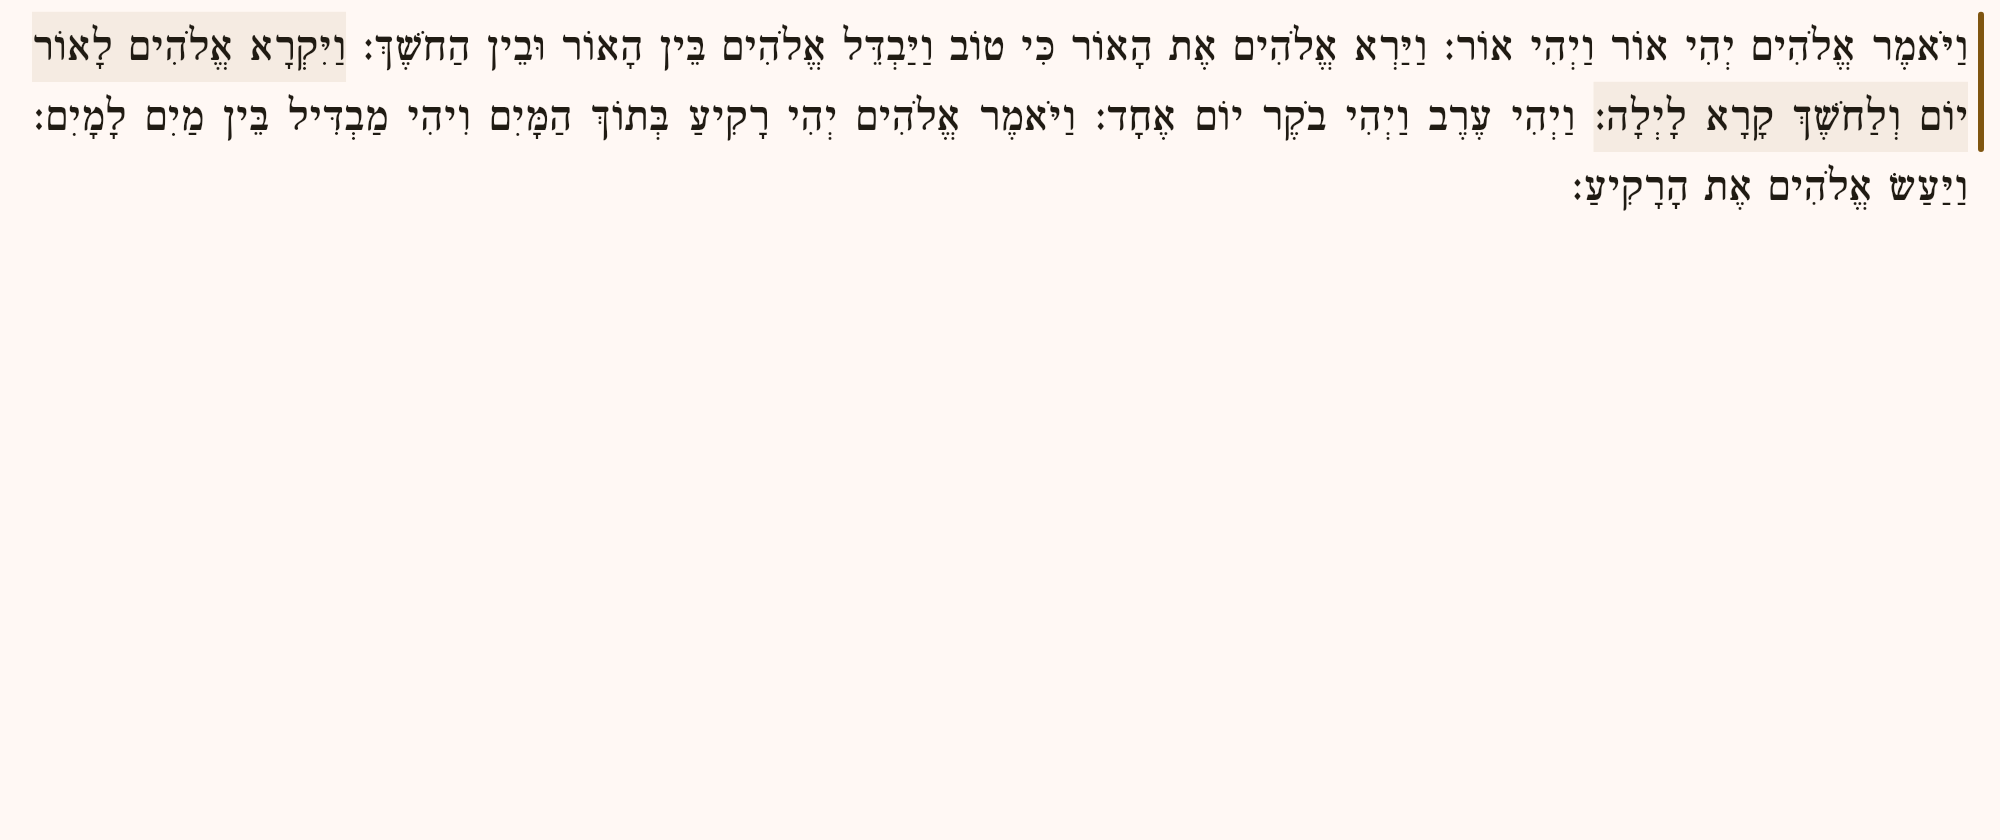 וַיֹּאמֶר אֱלֹהִים יְהִי אוֹר וַיְהִי אוֹר׃ וַיַּרְא אֱלֹהִים אֶת הָאוֹר כִּי טוֹב וַיַּבְדֵּל אֱלֹהִים בֵּין הָאוֹר וּבֵין הַחֹשֶׁךְ׃ וַיִּקְרָא אֱלֹהִים לָאוֹר
יוֹם וְלַחֹשֶׁךְ קָרָא לָיְלָה׃ וַיְהִי עֶרֶב וַיְהִי בֹקֶר יוֹם אֶחָד׃ וַיֹּאמֶר אֱלֹהִים יְהִי רָקִיעַ בְּתוֹךְ הַמָּיִם וִיהִי מַבְדִּיל בֵּין מַיִם לָמָיִם׃
וַיַּעַשׂ אֱלֹהִים אֶת הָרָקִיעַ׃